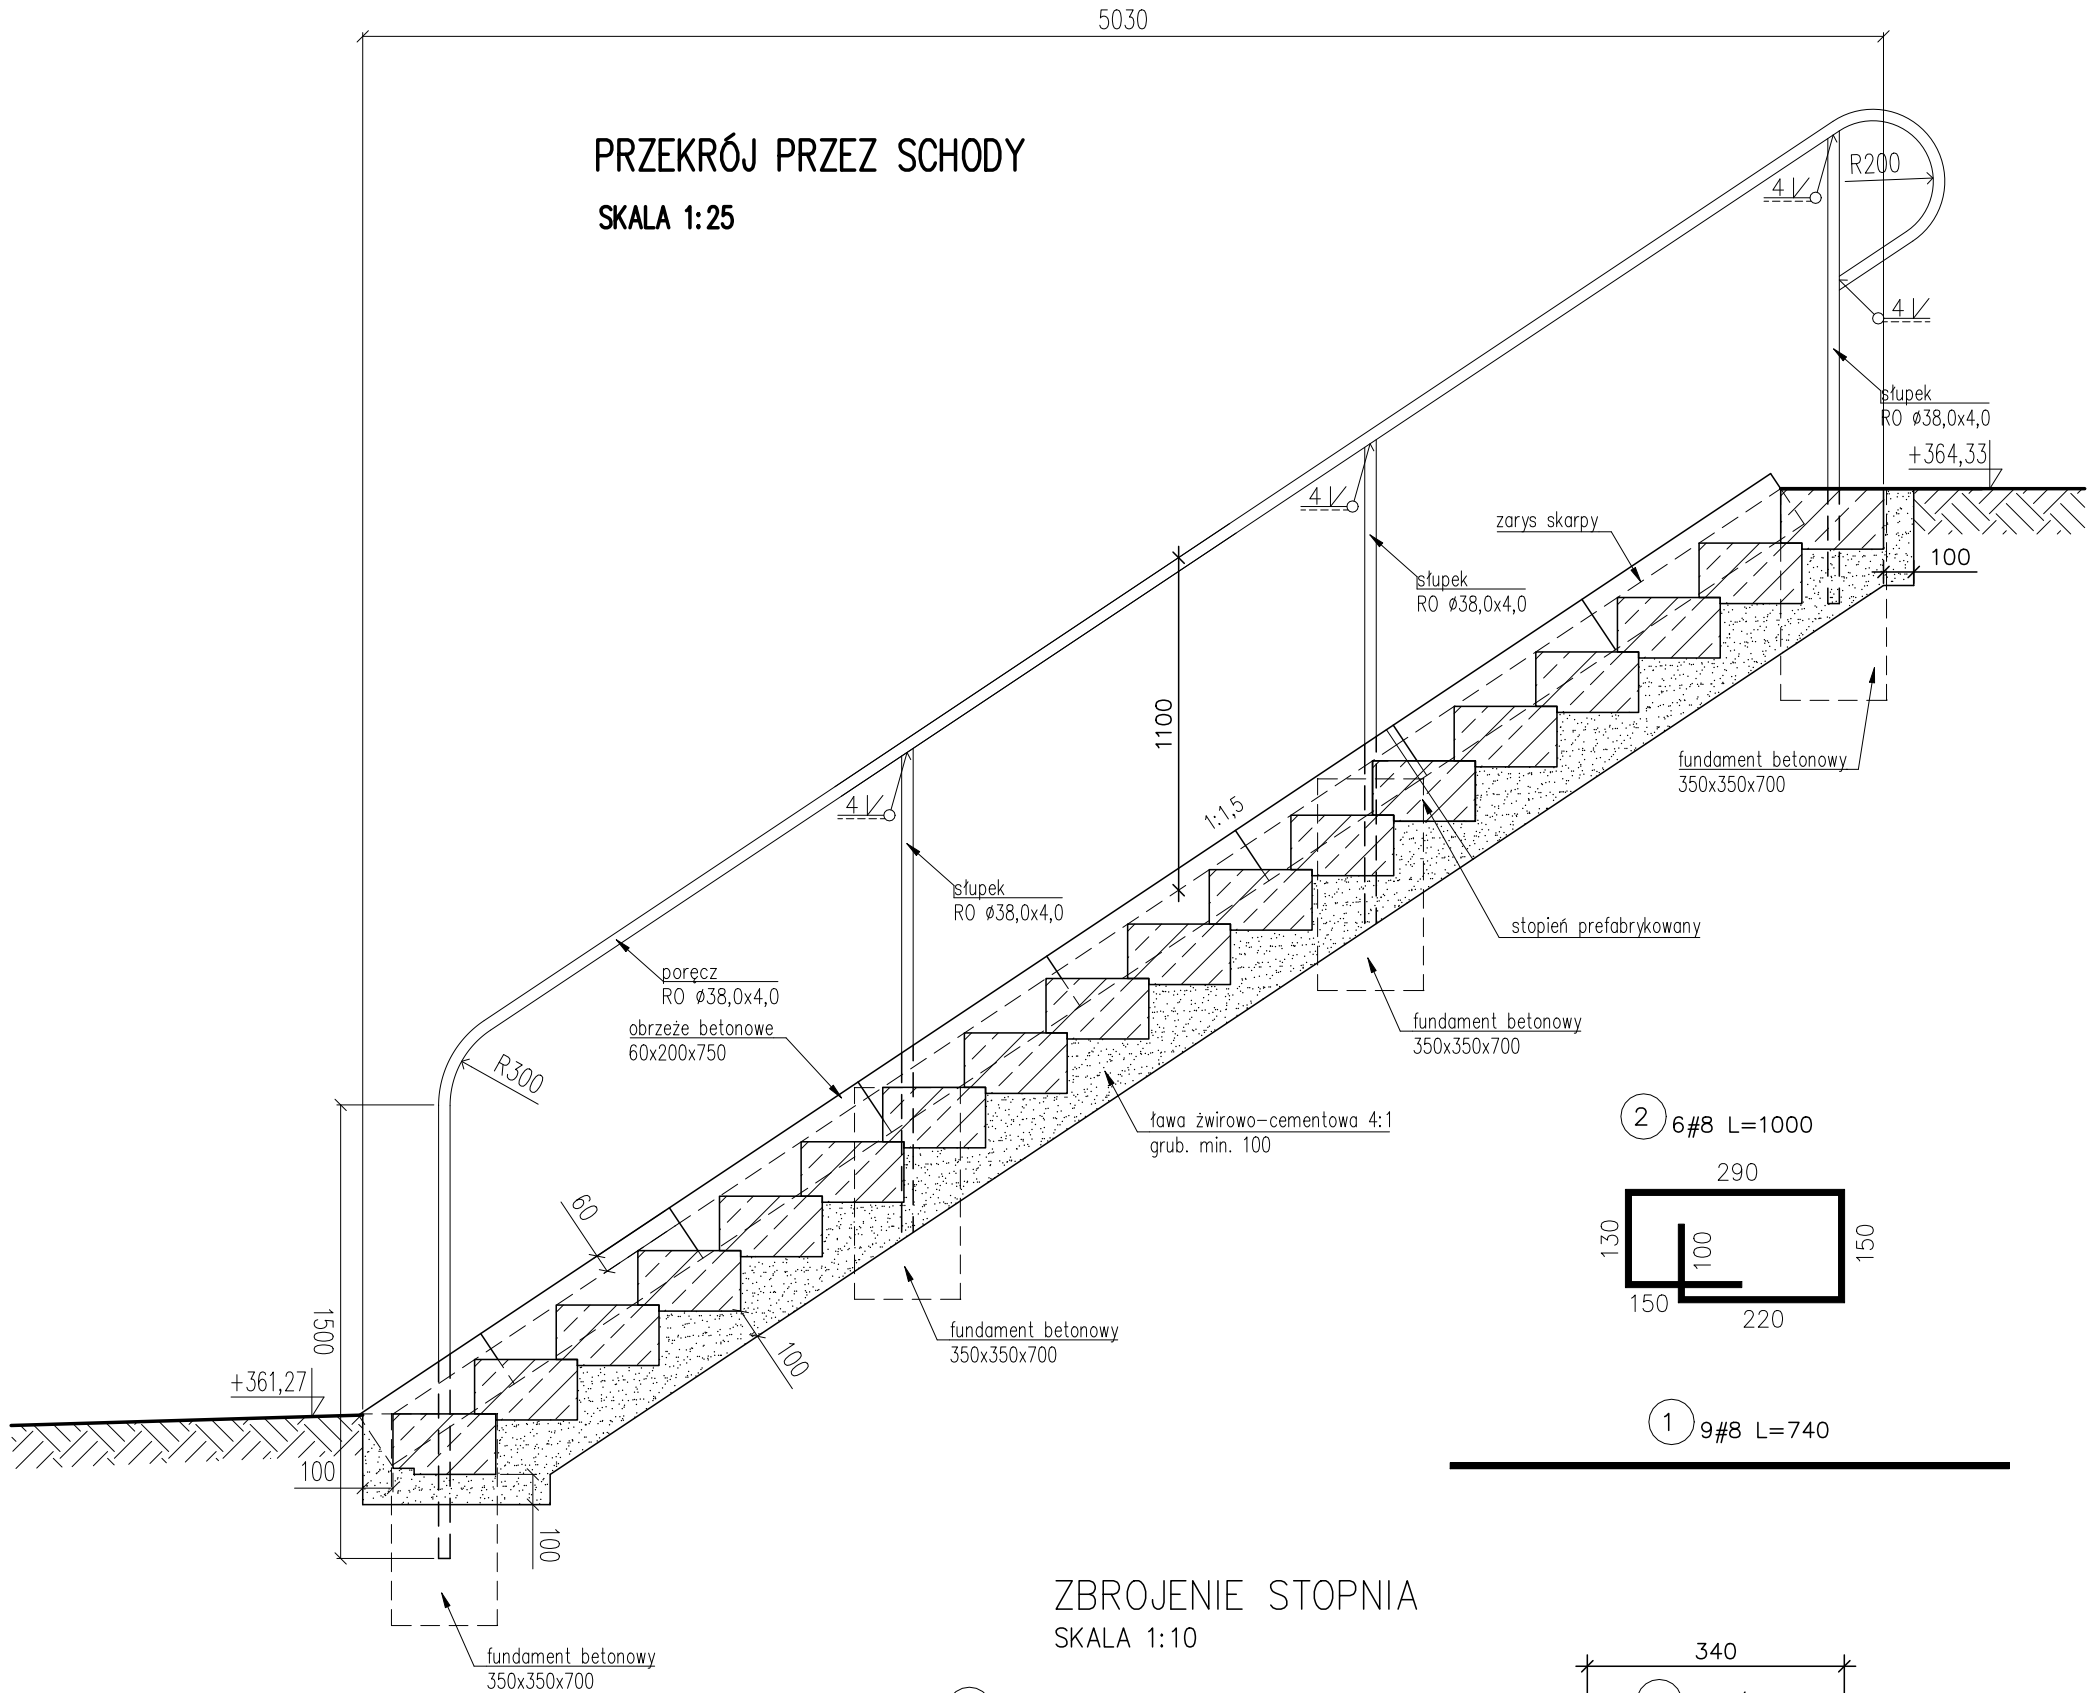 5030
PRZEKRÓJ PRZEZ SCHODY
SKALA 1:25
R200
4
4
słupek
RO ø38,0x4,0
+364,33
4
zarys skarpy
100
słupek
RO ø38,0x4,0
1100
fundament betonowy
350x350x700
4
1:1,5
słupek
RO ø38,0x4,0
stopień prefabrykowany
poręcz
RO ø38,0x4,0
obrzeże betonowe
60x200x750
fundament betonowy
350x350x700
R300
ława żwirowo-cementowa 4:1
grub. min. 100
2 6#8 L=1000
290
130
100
150
150
220
60
1500
fundament betonowy
350x350x700
100
+361,27
1 9#8 L=740
100
100
ZBROJENIE STOPNIA
SKALA 1:10
340
fundament betonowy
350x350x700